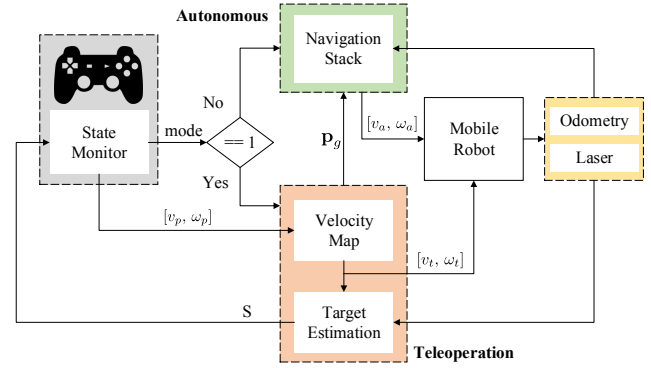 Autonomous
Navigation
Stack
No
[v_a, ω_a]
Odometry
Laser
State
Monitor
mode
== 1
p_g
Mobile
Robot
Yes
[v_p, ω_p]
Velocity
Map
[v_t, ω_t]
S
Target
Estimation
Teleoperation